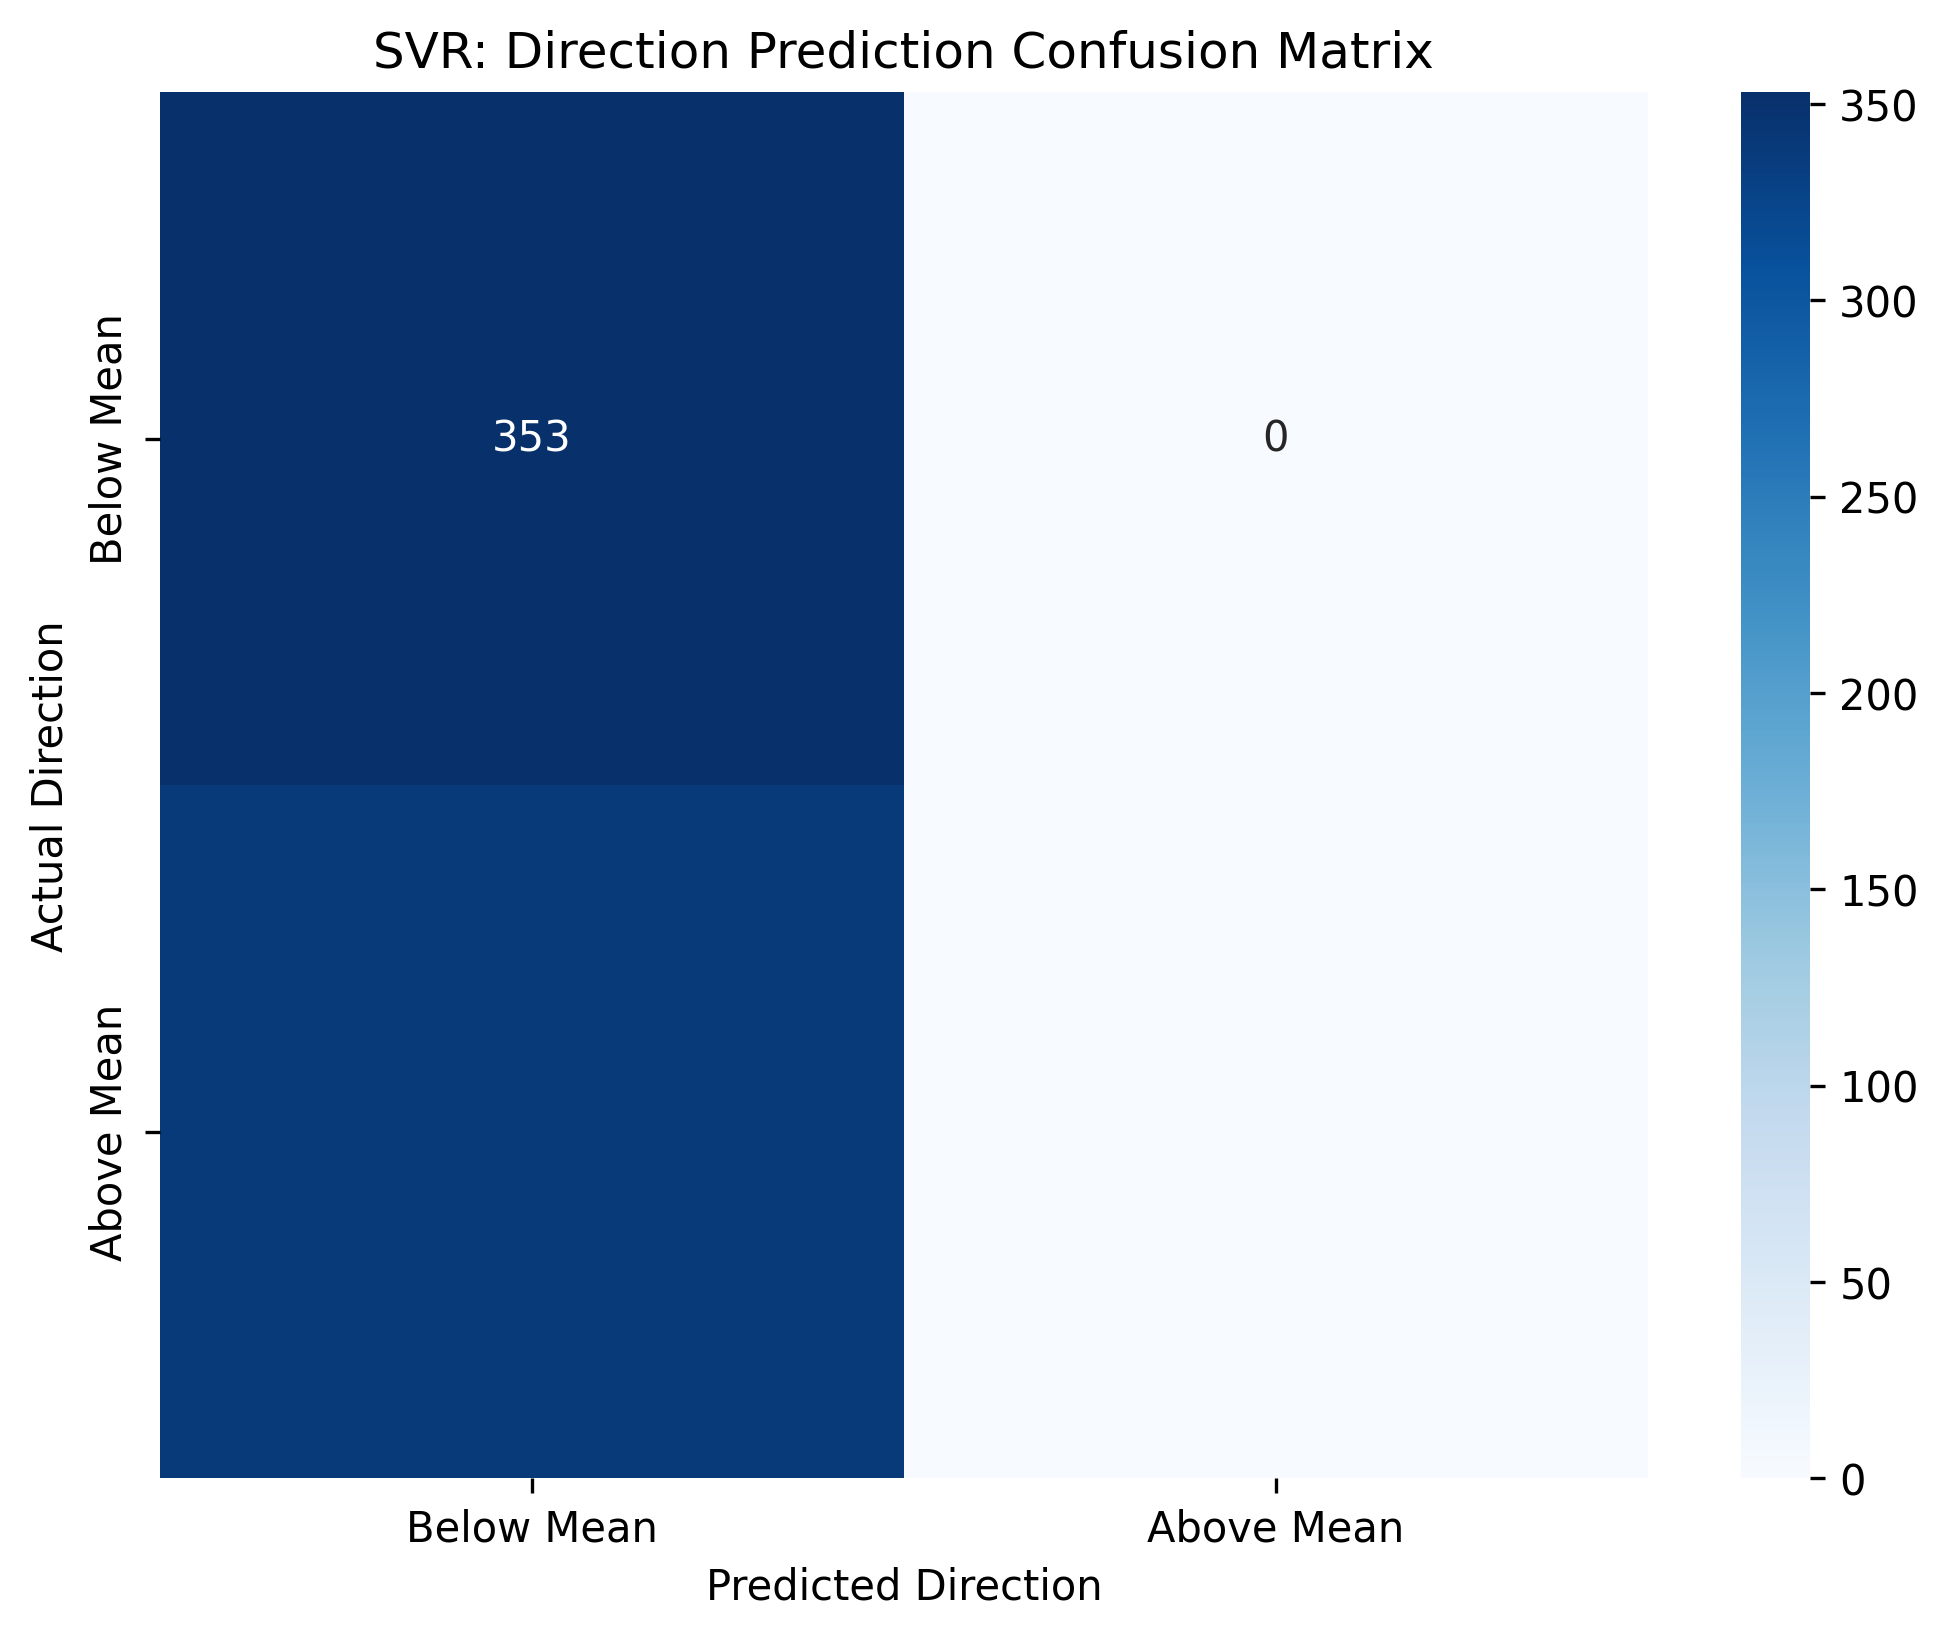 SVR: Direction Prediction Confusion Matrix
Actual Direction
Below Mean
Above Mean
353
0
Below Mean
Above Mean
Predicted Direction
350
300
250
200
150
100
50
0